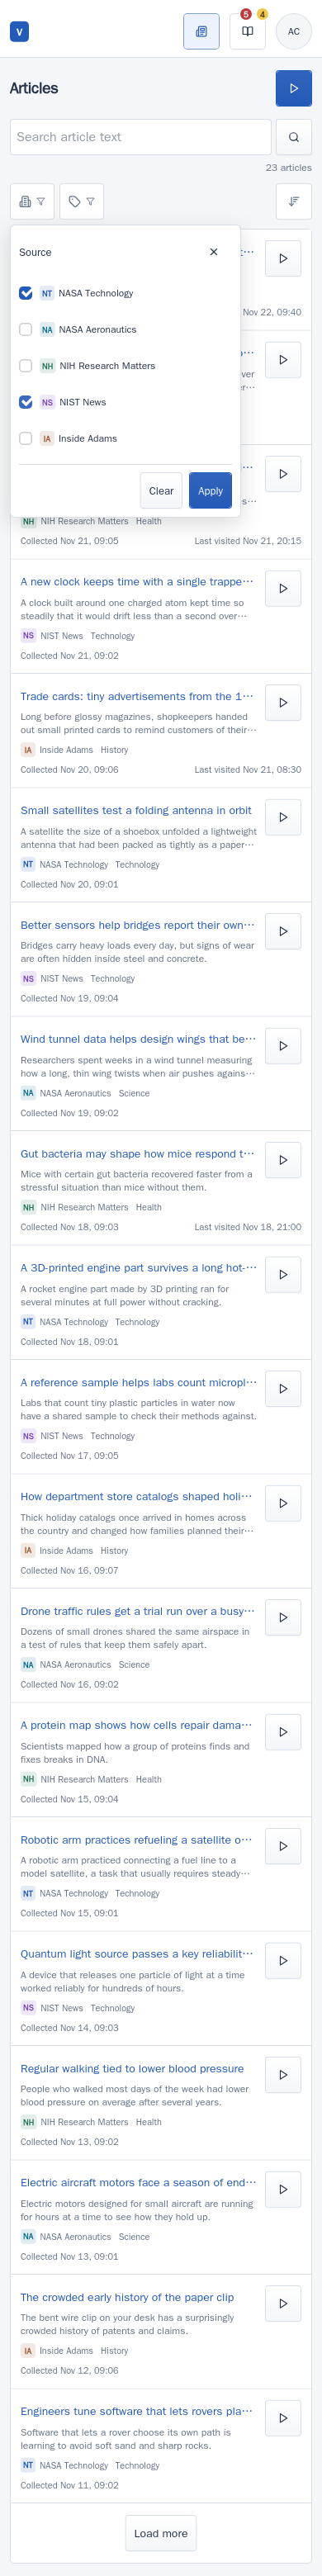 V
5
4
AC
Articles
Search article text
23 articles
Source
NT NASA Technology
NA NASA Aeronautics
NH NIH Research Matters
NS NIST News
IA Inside Adams
Clear
Apply
Nov 22, 09:40
NH NIH Research Matters Health
Collected Nov 21, 09:05 Last visited Nov 21, 20:15
A new clock keeps time with a single trappe···
A clock built around one charged atom kept time so
steadily that it would drift less than a second over···
NS NIST News Technology
Collected Nov 21, 09:02
Trade cards: tiny advertisements from the 1···
Long before glossy magazines, shopkeepers handed
out small printed cards to remind customers of their···
IA Inside Adams History
Collected Nov 20, 09:06 Last visited Nov 21, 08:30
Small satellites test a folding antenna in orbit
A satellite the size of a shoebox unfolded a lightweight
antenna that had been packed as tightly as a paper···
NT NASA Technology Technology
Collected Nov 20, 09:01
Better sensors help bridges report their own···
Bridges carry heavy loads every day, but signs of wear
are often hidden inside steel and concrete.
NS NIST News Technology
Collected Nov 19, 09:04
Wind tunnel data helps design wings that be···
Researchers spent weeks in a wind tunnel measuring
how a long, thin wing twists when air pushes agains···
NA NASA Aeronautics Science
Collected Nov 19, 09:02
Gut bacteria may shape how mice respond t···
Mice with certain gut bacteria recovered faster from a
stressful situation than mice without them.
NH NIH Research Matters Health
Collected Nov 18, 09:03 Last visited Nov 18, 21:00
A 3D-printed engine part survives a long hot-···
A rocket engine part made by 3D printing ran for
several minutes at full power without cracking.
NT NASA Technology Technology
Collected Nov 18, 09:01
A reference sample helps labs count micropl···
Labs that count tiny plastic particles in water now
have a shared sample to check their methods against.
NS NIST News Technology
Collected Nov 17, 09:05
How department store catalogs shaped holi···
Thick holiday catalogs once arrived in homes across
the country and changed how families planned their···
IA Inside Adams History
Collected Nov 16, 09:07
Drone traffic rules get a trial run over a busy···
Dozens of small drones shared the same airspace in
a test of rules that keep them safely apart.
NA NASA Aeronautics Science
Collected Nov 16, 09:02
A protein map shows how cells repair dama···
Scientists mapped how a group of proteins finds and
fixes breaks in DNA.
NH NIH Research Matters Health
Collected Nov 15, 09:04
Robotic arm practices refueling a satellite o···
A robotic arm practiced connecting a fuel line to a
model satellite, a task that usually requires steady···
NT NASA Technology Technology
Collected Nov 15, 09:01
Quantum light source passes a key reliabilit···
A device that releases one particle of light at a time
worked reliably for hundreds of hours.
NS NIST News Technology
Collected Nov 14, 09:03
Regular walking tied to lower blood pressure
People who walked most days of the week had lower
blood pressure on average after several years.
NH NIH Research Matters Health
Collected Nov 13, 09:02
Electric aircraft motors face a season of end···
Electric motors designed for small aircraft are running
for hours at a time to see how they hold up.
NA NASA Aeronautics Science
Collected Nov 13, 09:01
The crowded early history of the paper clip
The bent wire clip on your desk has a surprisingly
crowded history of patents and claims.
IA Inside Adams History
Collected Nov 12, 09:06
Engineers tune software that lets rovers pla···
Software that lets a rover choose its own path is
learning to avoid soft sand and sharp rocks.
NT NASA Technology Technology
Collected Nov 11, 09:02
Load more